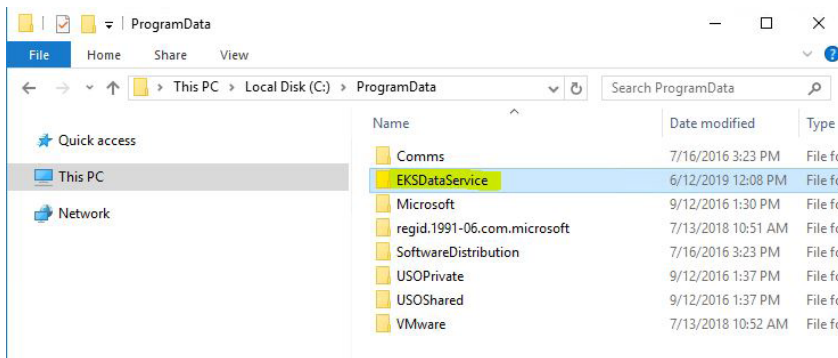 ProgramData
File Home Share View
This PC > Local Disk (C:) > ProgramData Search ProgramData
Name Date modified Type
Quick access
This PC
Network
Comms 7/16/2016 3:23 PM File fo
EKSDataService 6/12/2019 12:08 PM File fo
Microsoft 9/12/2016 1:30 PM File fo
regid.1991-06.com.microsoft 7/13/2018 10:51 AM File fo
SoftwareDistribution 7/16/2016 3:23 PM File fo
USOPrivate 9/12/2016 1:37 PM File fo
USOShared 9/12/2016 1:37 PM File fo
VMware 7/13/2018 10:52 AM File fo